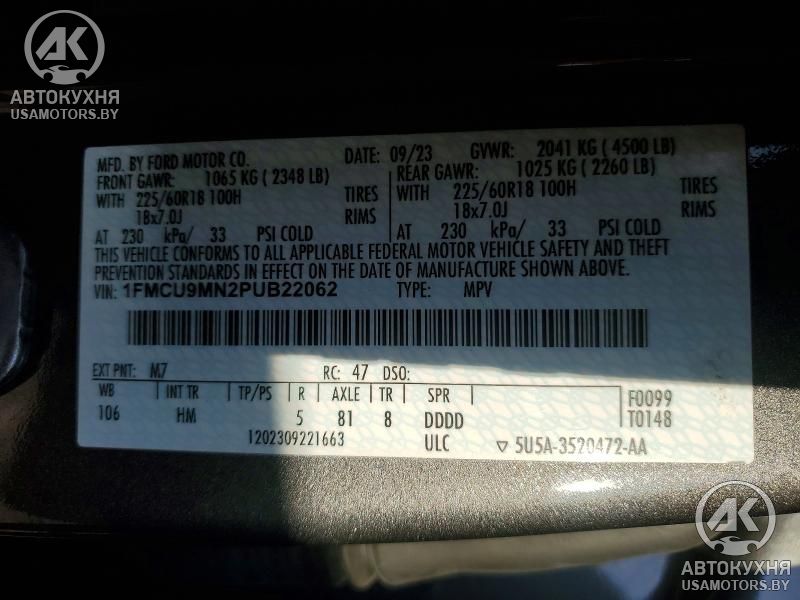 AK
АВТОКУХНЯ
USAMOTORS.BY
MFD. BY FORD MOTOR CO. DATE: 09/23 GVWR: 2041 KG ( 4500 LB)
FRONT GAWR: 1065 KG ( 2348 LB) REAR GAWR: 1025 KG ( 2260 LB)
WITH 225/60R18 100H TIRES WITH 225/60R18 100H TIRES
18x7.0J RIMS 18x7.0J RIMS
AT 230 kPa/ 33 PSI COLD AT 230 kPa/ 33 PSI COLD
THIS VEHICLE CONFORMS TO ALL APPLICABLE FEDERAL MOTOR VEHICLE SAFETY AND THEFT
PREVENTION STANDARDS IN EFFECT ON THE DATE OF MANUFACTURE SHOWN ABOVE.
VIN: 1FMCU9MN2PUB22062 TYPE: MPV
EXT PNT: M7 RC: 47 DSO:
WB INT TR TP/PS R AXLE TR SPR F0099
106 HM 5 81 8 DDDD T0148
1202309221663 ULC ▽ 5U5A-3520472-AA
AK
АВТОКУХНЯ
USAMOTORS.BY